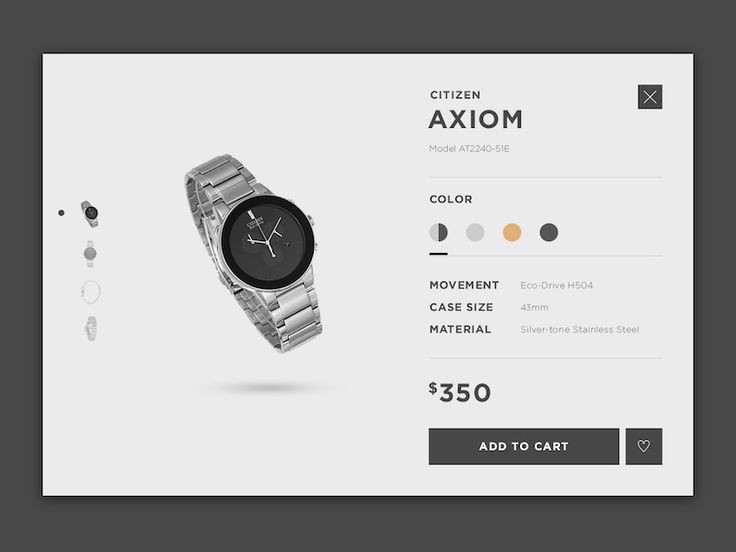 CITIZEN
AXIOM
Model AT2240-51E
COLOR
MOVEMENT Eco-Drive H504
CASE SIZE 43mm
MATERIAL Silver-tone Stainless Steel
$350
ADD TO CART
CITIZEN